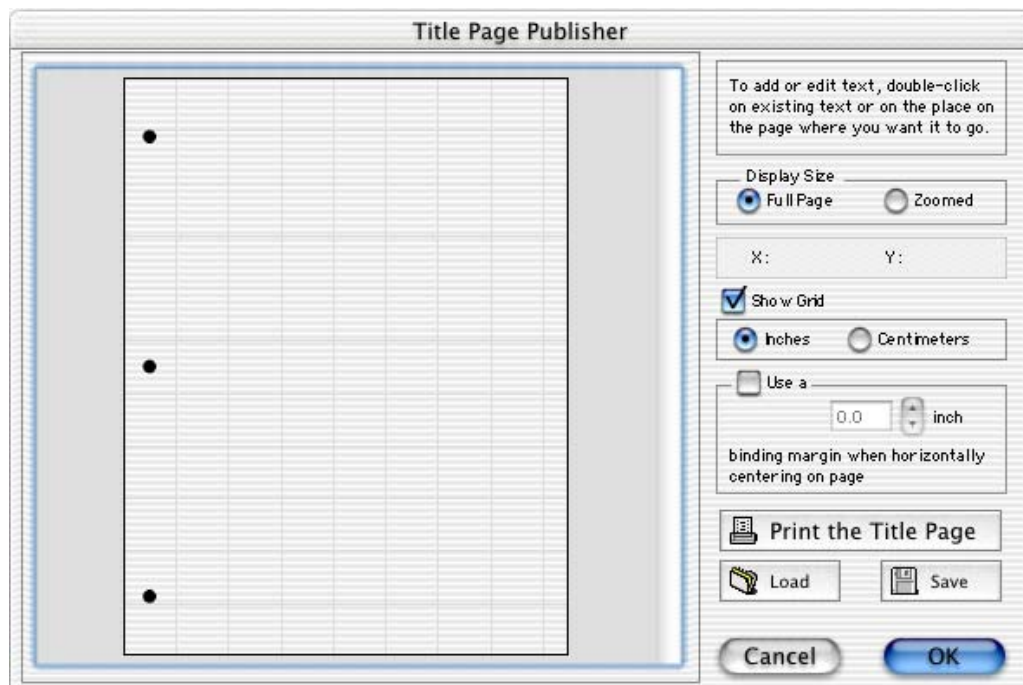 Title Page Publisher
To add or edit text, double-click
on existing text or on the place on
the page where you want it to go.
Display Size
Full Page
Zoomed
X:
Y:
Show Grid
Inches
Centimeters
Use a
0.0
inch
binding margin when horizontally
centering on page
Print the Title Page
Load
Save
Cancel
OK